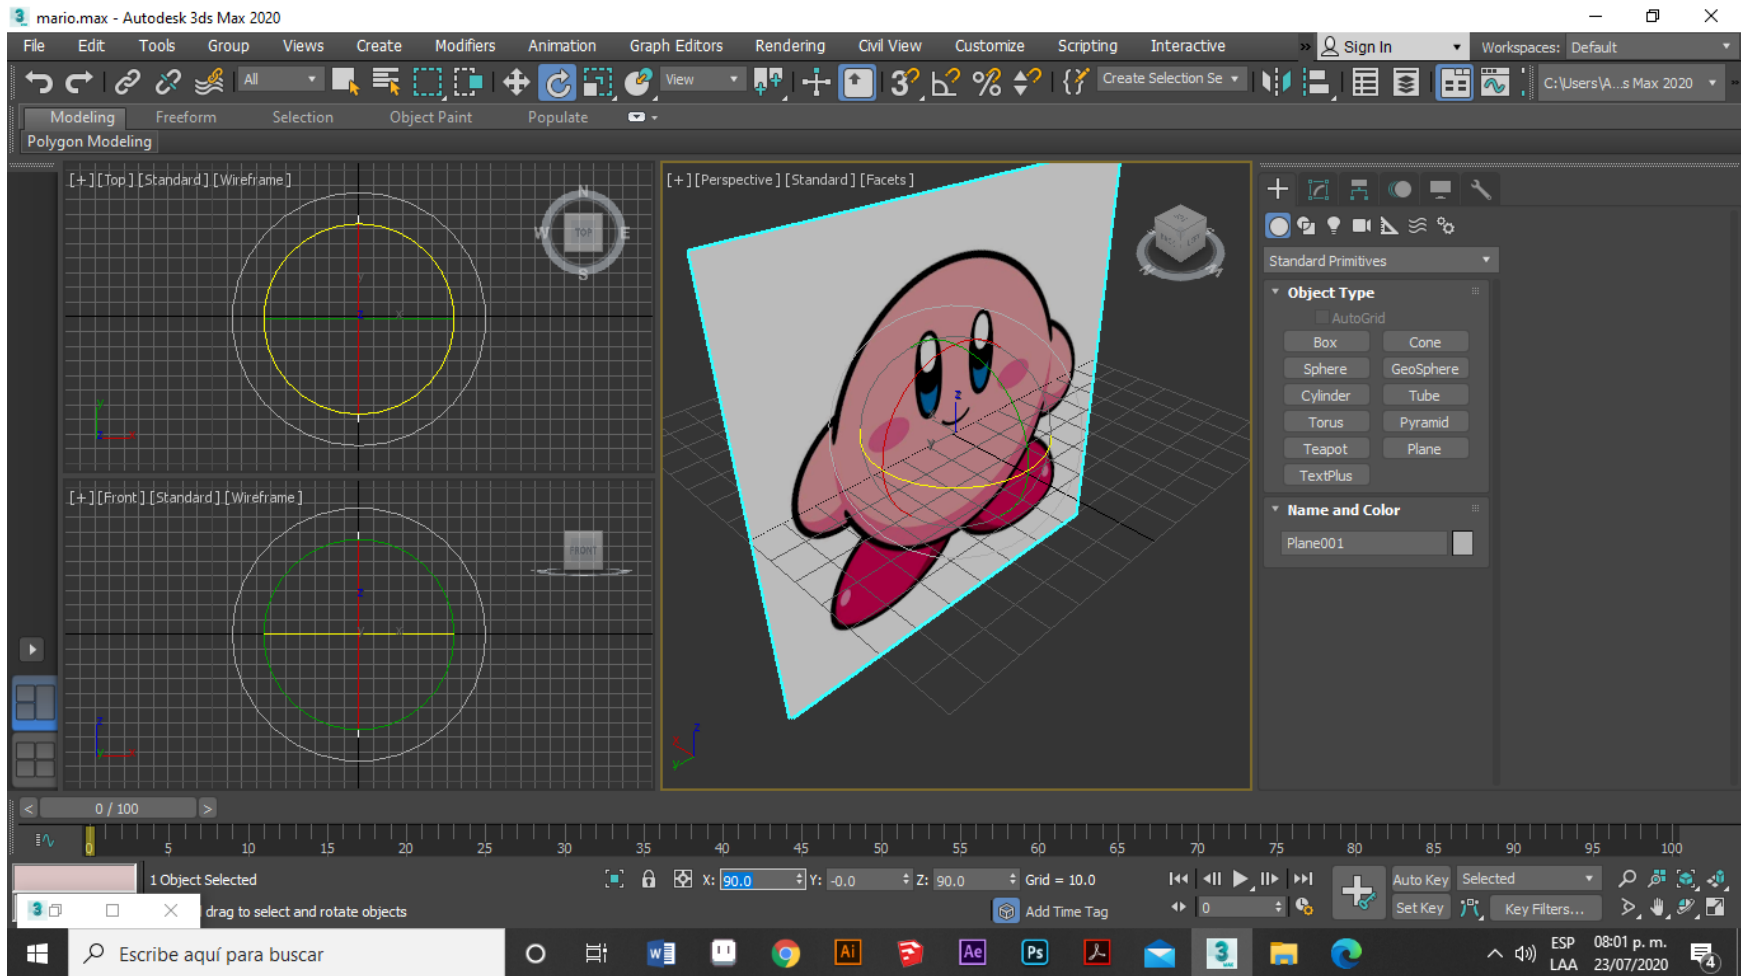 mario.max - Autodesk 3ds Max 2020
File Edit Tools Group Views Create Modifiers Animation Graph Editors Rendering Civil View Customize Scripting Interactive » Sign In Workspaces: Default
All View Create Selection Se C:\Users\A...s Max 2020
Modeling Freeform Selection Object Paint Populate
Polygon Modeling
[+][Top][Standard][Wireframe]
N
W TOP E
S
y
z x
y
z x
[+][Front][Standard][Wireframe]
FRONT
z
y x
z
y x
[+][Perspective][Standard][Facets]
z
y
z
x
y
Standard Primitives
Object Type
AutoGrid
Box Cone
Sphere GeoSphere
Cylinder Tube
Torus Pyramid
Teapot Plane
TextPlus
Name and Color
Plane001
< 0 / 100 >
0 5 10 15 20 25 30 35 40 45 50 55 60 65 70 75 80 85 90 95 100
1 Object Selected X: 90.0 Y: -0.0 Z: 90.0 Grid = 10.0 Auto Key Selected
drag to select and rotate objects Add Time Tag 0 Set Key Key Filters...
Escribe aquí para buscar Ai Ae Ps 3 ESP 08:01 p. m.
LAA 23/07/2020 4